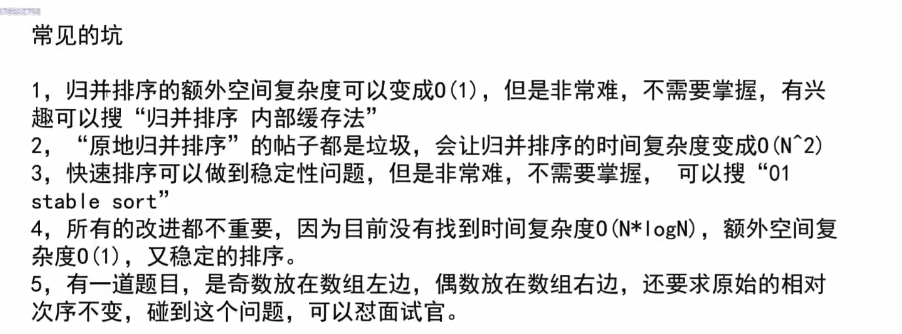 常见的坑
1，归并排序的额外空间复杂度可以变成O(1)，但是非常难，不需要掌握，有兴
趣可以搜“归并排序 内部缓存法”
2，“原地归并排序”的帖子都是垃圾，会让归并排序的时间复杂度变成O(N^2)
3，快速排序可以做到稳定性问题，但是非常难，不需要掌握， 可以搜“01
stable sort”
4，所有的改进都不重要，因为目前没有找到时间复杂度O(N*logN)，额外空间复
杂度O(1)，又稳定的排序。
5，有一道题目，是奇数放在数组左边，偶数放在数组右边，还要求原始的相对
次序不变，碰到这个问题，可以怼面试官。